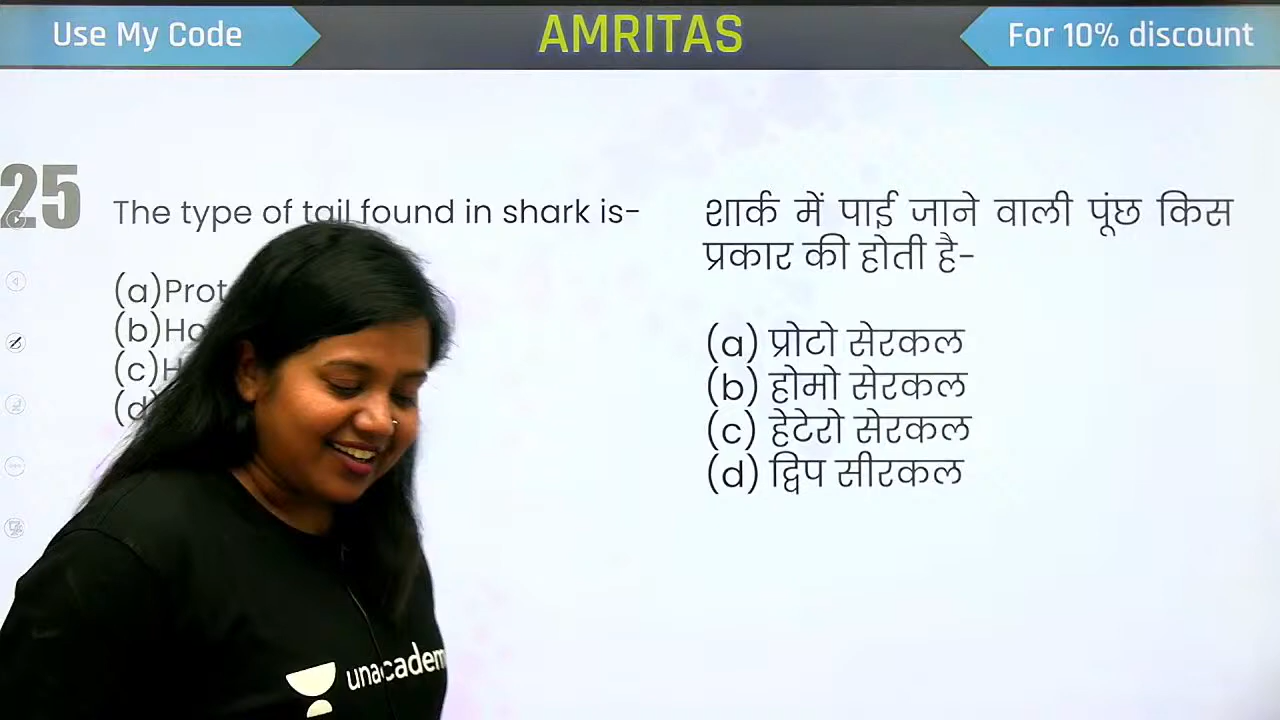 Use My Code
AMRITAS
For 10% discount
25
The type of tail found in shark is-
(a)Prot
(b)Ho
(c)H
(d)
शार्क में पाई जाने वाली पूंछ किस
प्रकार की होती है-
(a) प्रोटो सेरकल
(b) होमो सेरकल
(c) हेटेरो सेरकल
(d) द्विप सीरकल
unacadem